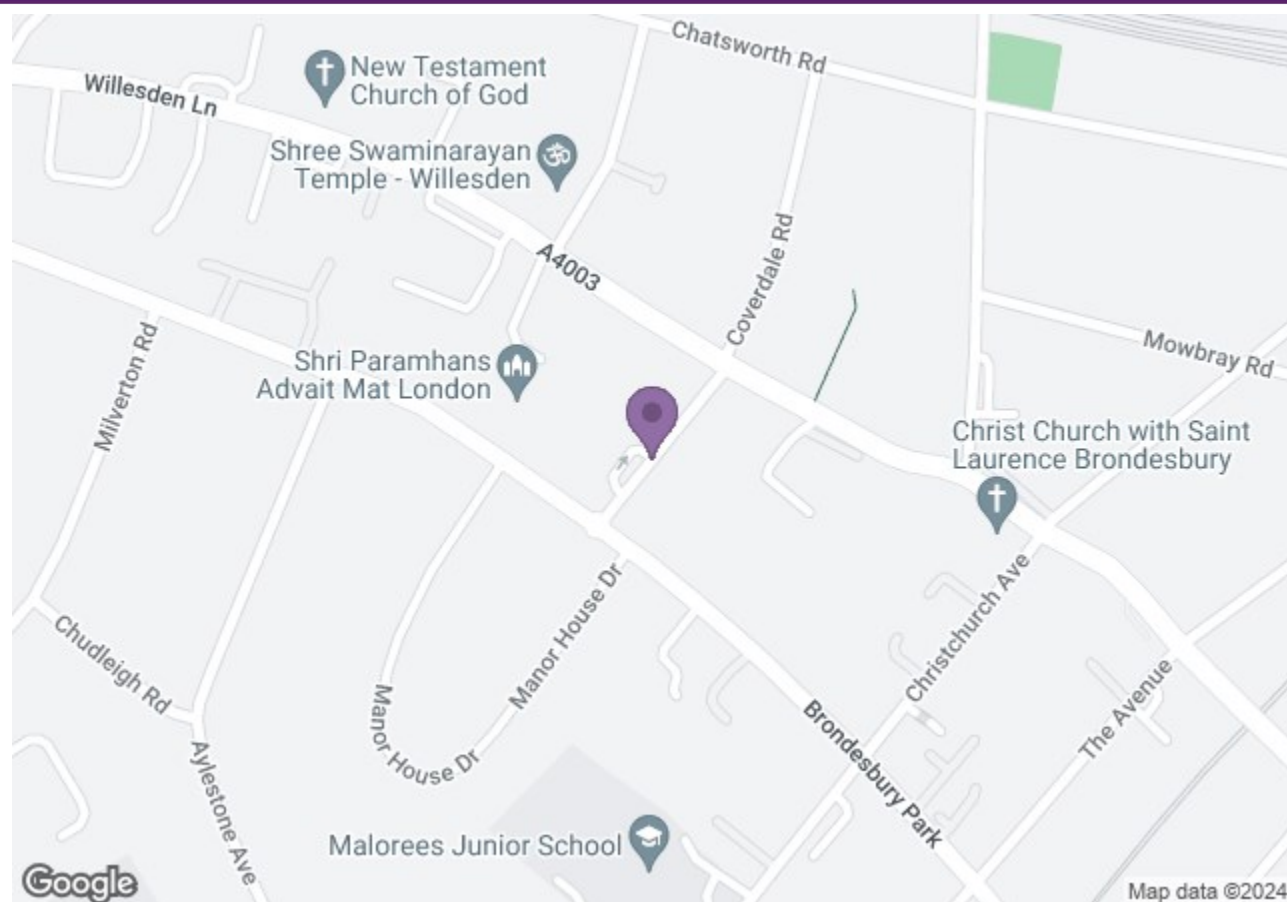 Chatsworth Rd
New Testament
Church of God
Willesden Ln
Shree Swaminarayan
Temple - Willesden
Coverdale Rd
A4003
Milverton Rd
Shri Paramhans
Advait Mat London
Mowbray Rd
Christ Church with Saint
Laurence Brondesbury
Manor House Dr
Christchurch Ave
Chudleigh Rd
Manor House Dr
The Avenue
Brondesbury Park
Aylestone Ave
Malorees Junior School
Google
Map data ©2024